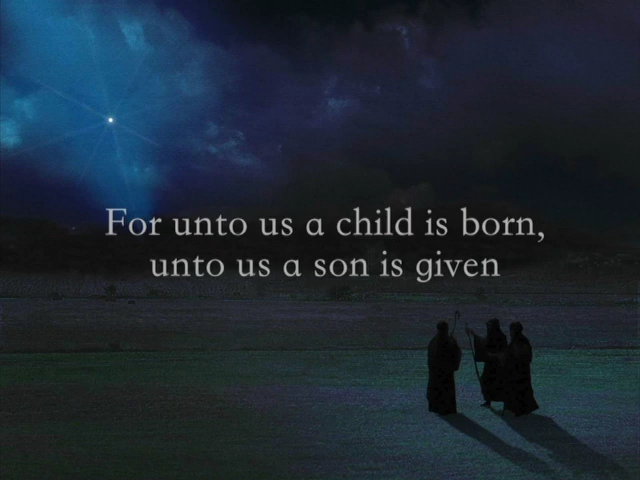 For unto us a child is born,
unto us a son is given